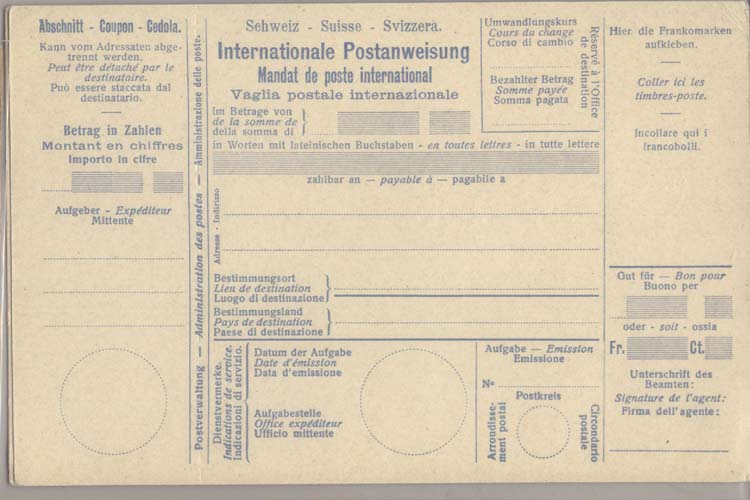 Abschnitt - Coupon - Cedola.
Kann vom Adressaten abge-
trennt werden.
Peut être détaché par le
destinataire.
Può essere staccata dal
destinatario.
Betrag in Zahlen
Montant en chiffres
Importo in cifre
Aufgeber - Expéditeur
Mittente
Postverwaltung — Administration des postes — Amministrazione delle poste.
Schweiz - Suisse - Svizzera.
Internationale Postanweisung
Mandat de poste international
Vaglia postale internazionale
Im Betrage von
de la somme de
della somma di
Umwandlungskurs
Cours du change
Corso di cambio
Bezahlter Betrag
Somme payée
Somma pagata
Réservé à l'Office
de destination
in Worten mit lateinischen Buchstaben - en toutes lettres - in tutte lettere
zahlbar an — payable à — pagabile a
Adresse - Indirizzo
Bestimmungsort
Lieu de destination
Luogo di destinazione
Bestimmungsland
Pays de destination
Paese di destinazione
Dienstvermerke.
Indications de service.
Indicazioni di servizio.
Datum der Aufgabe
Date d'émission
Data d'emissione
Aufgabestelle
Office expéditeur
Ufficio mittente
Aufgabe — Emission
Emissione
No
Postkreis
Arrondisse-
ment postal
Circondario
postale
Hier die Frankomarken
aufkleben.
Coller ici les
timbres-poste.
Incollare qui i
francobolli.
Gut für — Bon pour
Buono per
oder - soit - ossia
Fr. Ct.
Unterschrift des
Beamten:
Signature de l'agent:
Firma dell'agente: